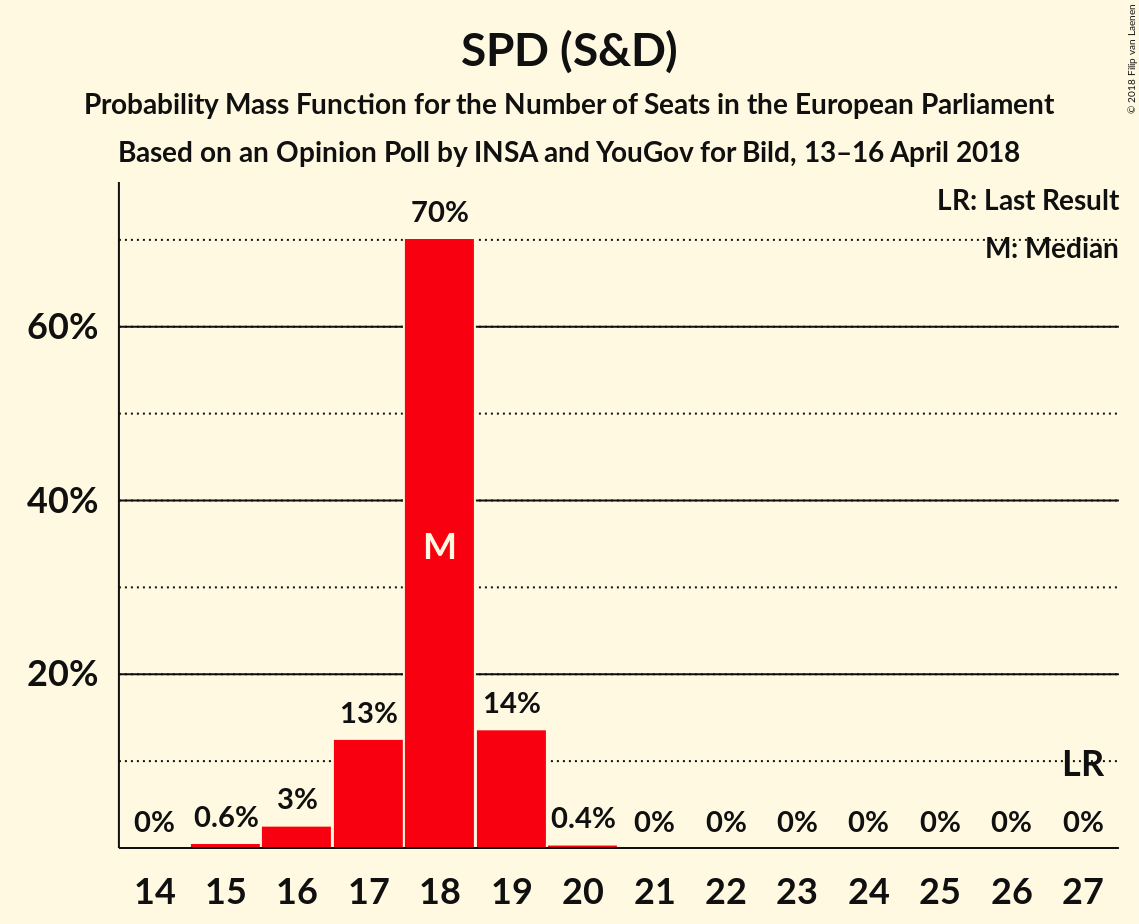 SPD (S&D)
Probability Mass Function for the Number of Seats in the European Parliament
Based on an Opinion Poll by INSA and YouGov for Bild, 13–16 April 2018
© 2018 Filip van Laenen
LR: Last Result
M: Median
60%
40%
20%
0%
0.6%
3%
13%
70%
M
14%
0.4%
0%
0%
0%
0%
0%
0%
LR
0%
14 15 16 17 18 19 20 21 22 23 24 25 26 27